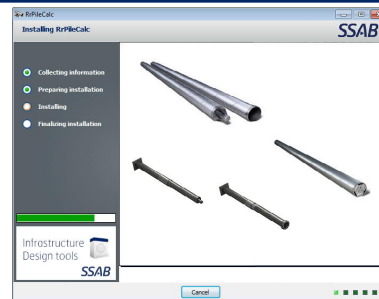 RrPileCalc
Installing RrPileCalc
SSAB
Collecting information
Preparing installation
Installing
Finalizing installation
Infrastructure
Design tools
SSAB
Cancel